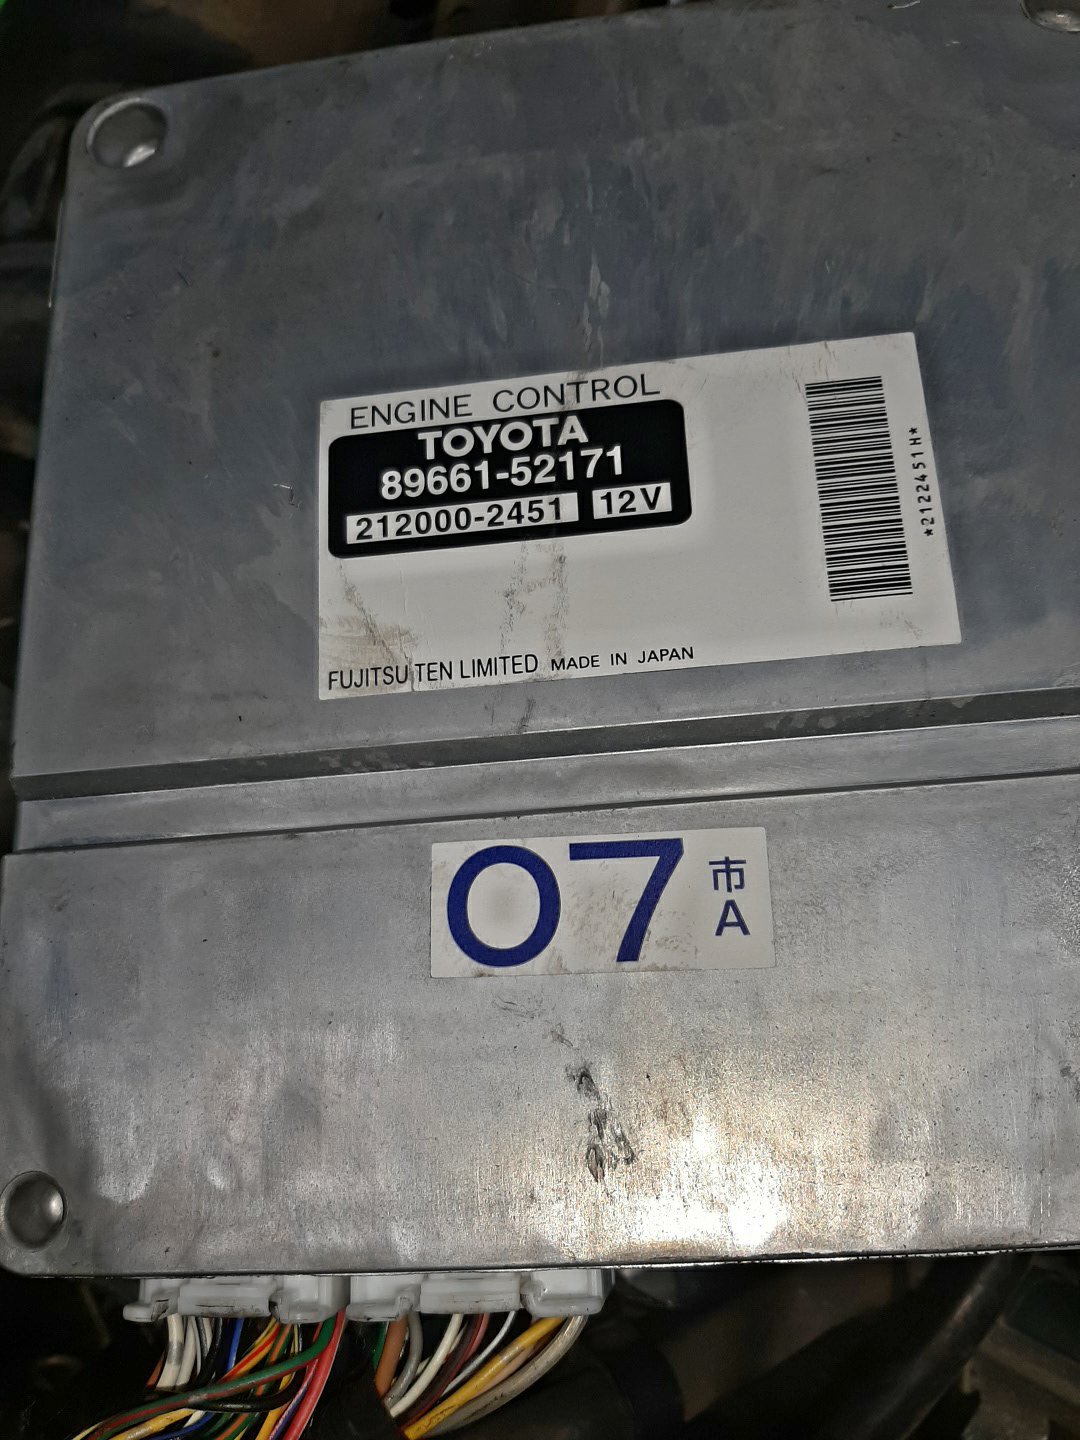 ENGINE CONTROL
TOYOTA
89661-52171
212000-2451 12V
*2122451H*
FUJITSU TEN LIMITED MADE IN JAPAN
07 市
A